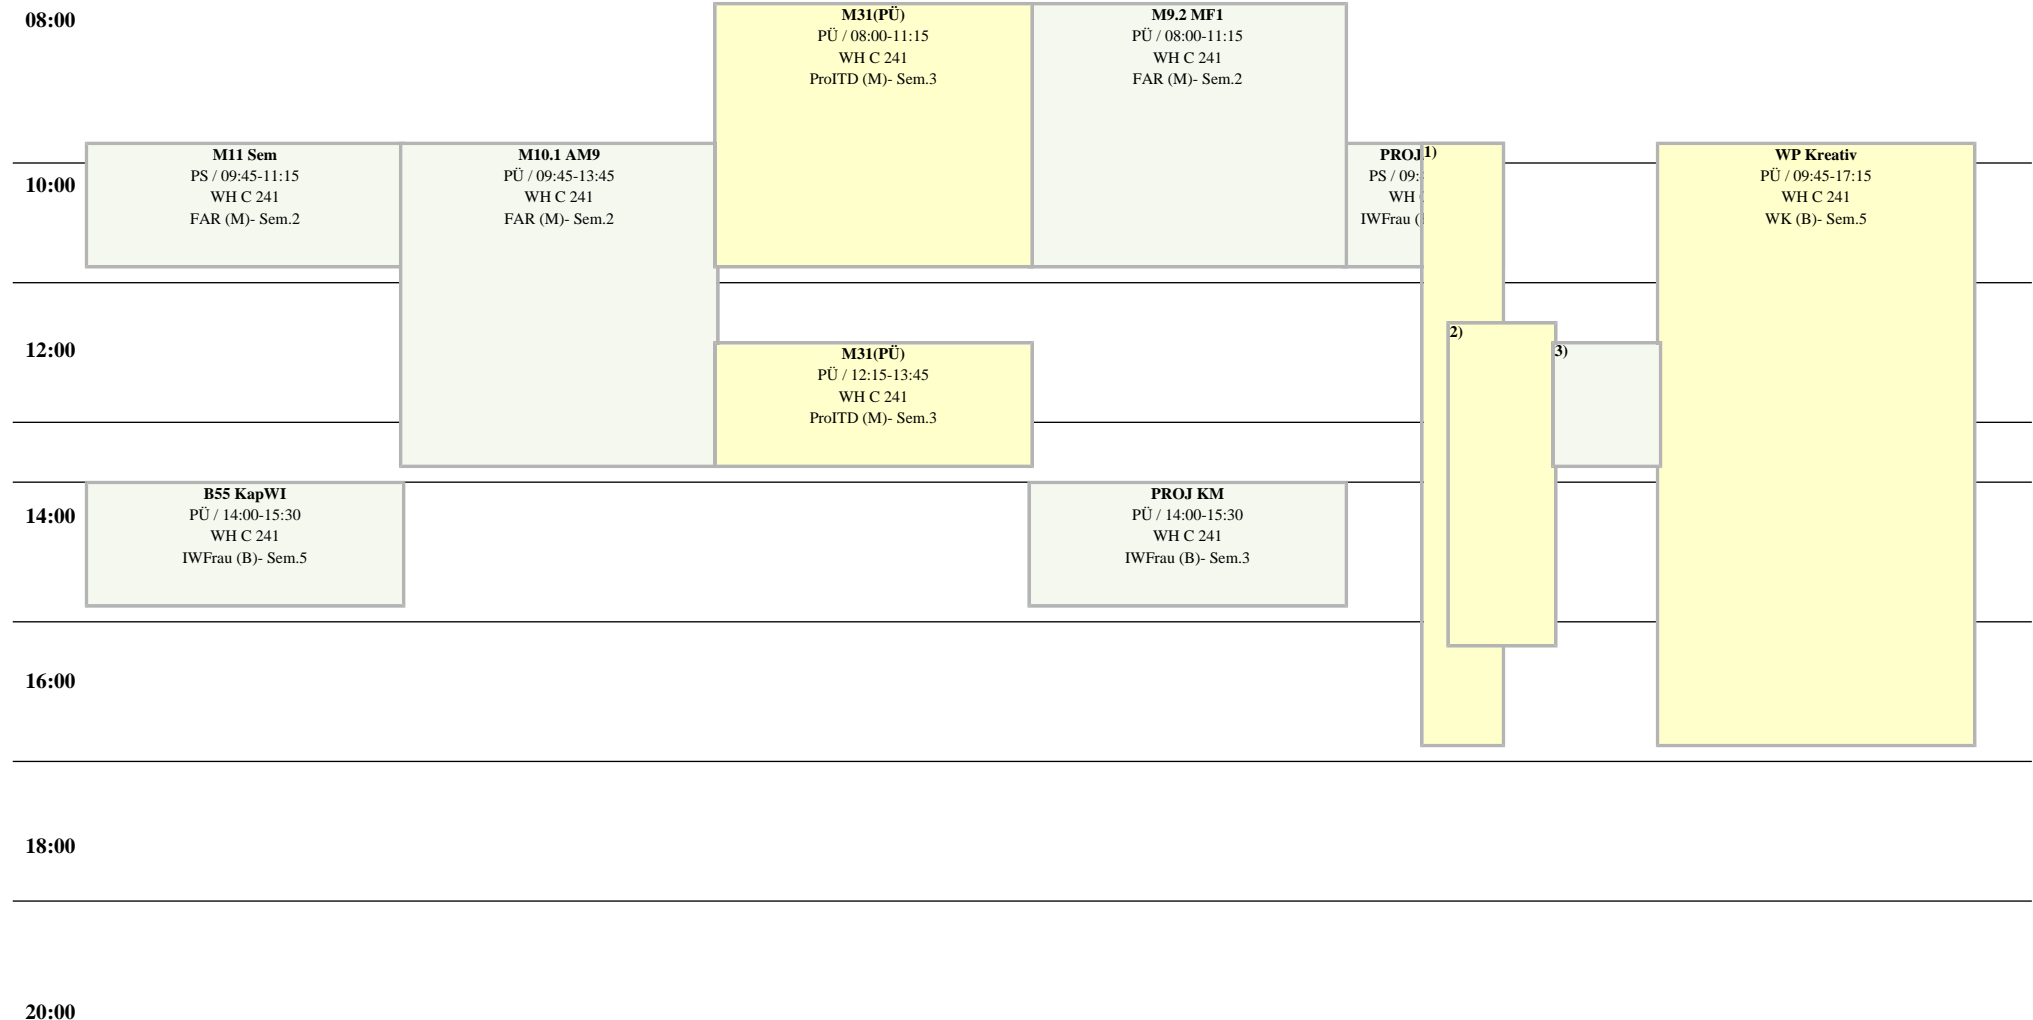 08:00
M31(PÜ)
PÜ / 08:00-11:15
WH C 241
ProITD (M)- Sem.3
M9.2 MF1
PÜ / 08:00-11:15
WH C 241
FAR (M)- Sem.2
10:00
M11 Sem
PS / 09:45-11:15
WH C 241
FAR (M)- Sem.2
M10.1 AM9
PÜ / 09:45-13:45
WH C 241
FAR (M)- Sem.2
PROJ
PS / 09:
WH
IWFrau (
1)
WP Kreativ
PÜ / 09:45-17:15
WH C 241
WK (B)- Sem.5
12:00
2)
M31(PÜ)
PÜ / 12:15-13:45
WH C 241
ProITD (M)- Sem.3
3)
14:00
B55 KapWI
PÜ / 14:00-15:30
WH C 241
IWFrau (B)- Sem.5
PROJ KM
PÜ / 14:00-15:30
WH C 241
IWFrau (B)- Sem.3
16:00
18:00
20:00